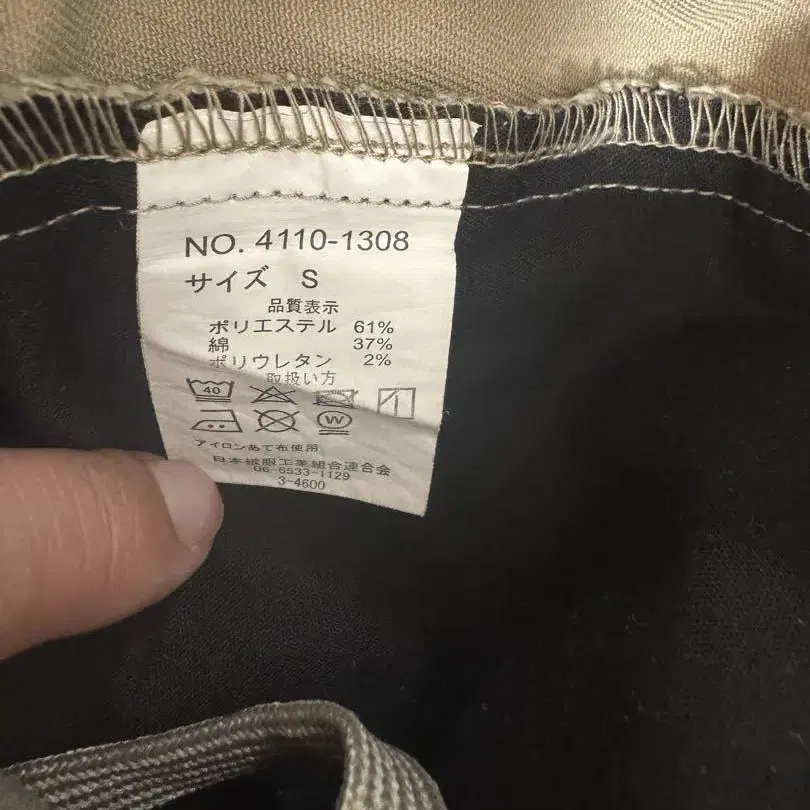 NO. 4110-1308
サイズ S
品質表示
ポリエステル 61%
綿 37%
ポリウレタン 2%
取扱い方
40
W
アイロンあて布使用
日本被服工業組合連合会
06-6533-1129
3-4600